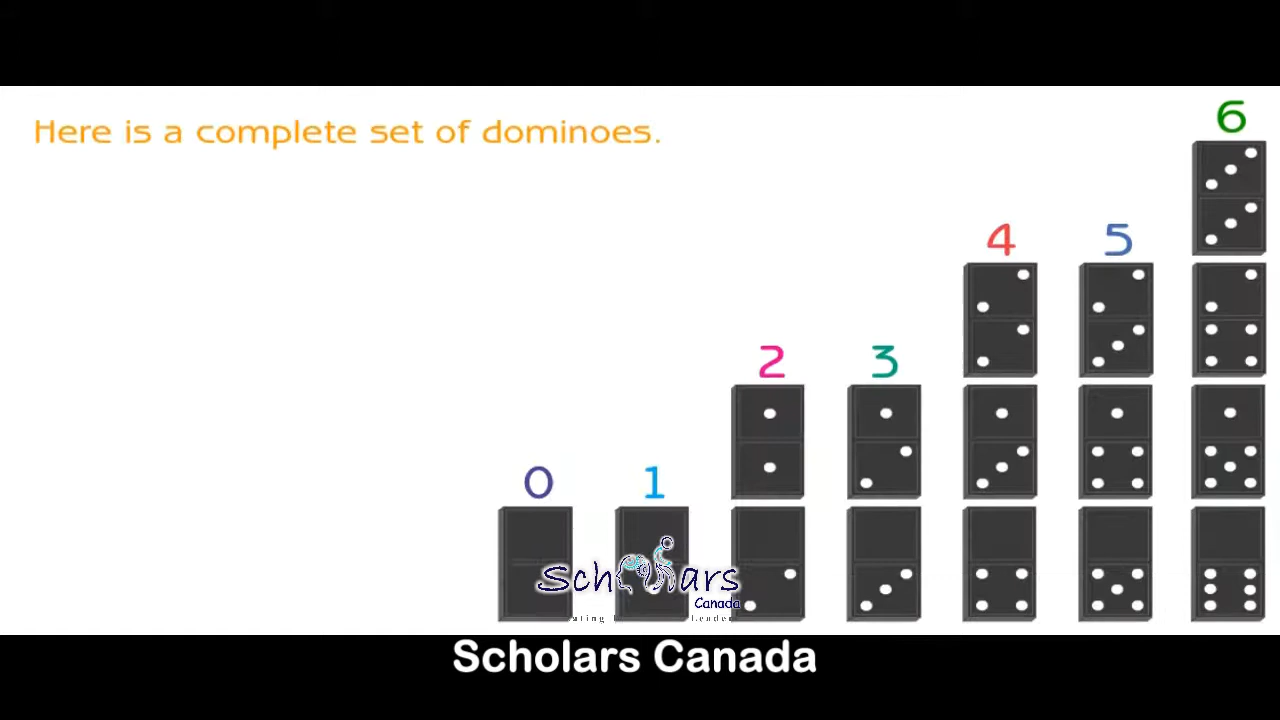 Here is a complete set of dominoes.
6
4 5
2 3
0 1
Scholars
Canada
Scholars Canada